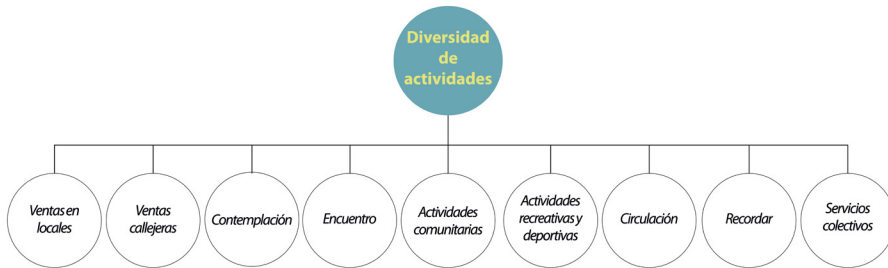 Diversidad
de
actividades
Ventas en
locales
Ventas
callejeras
Contemplación
Encuentro
Actividades
comunitarias
Actividades
recreativas y
deportivas
Circulación
Recordar
Servicios
colectivos